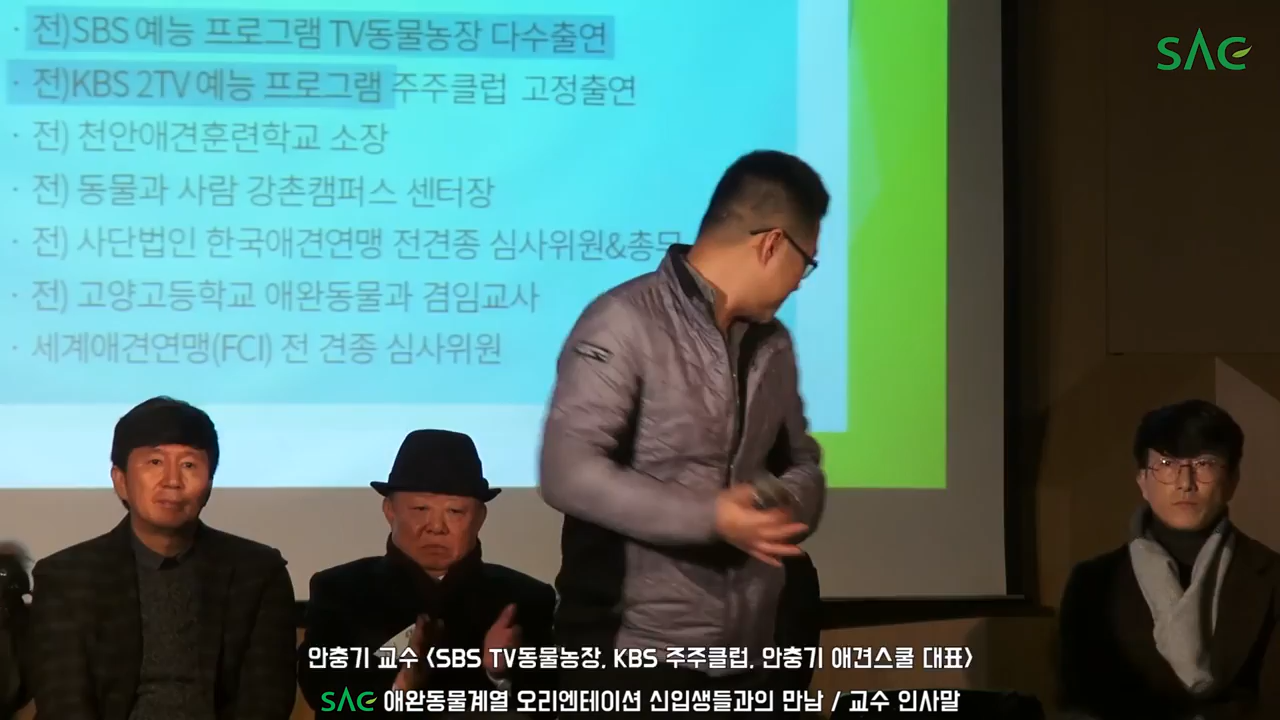 SAC
· 전)SBS 예능 프로그램 TV동물농장 다수출연
· 전)KBS 2TV 예능 프로그램 주주클럽 고정출연
· 전) 천안애견훈련학교 소장
· 전) 동물과 사람 강촌캠퍼스 센터장
· 전) 사단법인 한국애견연맹 전견종 심사위원&총무
· 전) 고양고등학교 애완동물과 겸임교사
· 세계애견연맹(FCI) 전 견종 심사위원
안충기 교수 <SBS TV동물농장, KBS 주주클럽, 안충기 애견스쿨 대표>
SAC 애완동물계열 오리엔테이션 신입생들과의 만남 / 교수 인사말